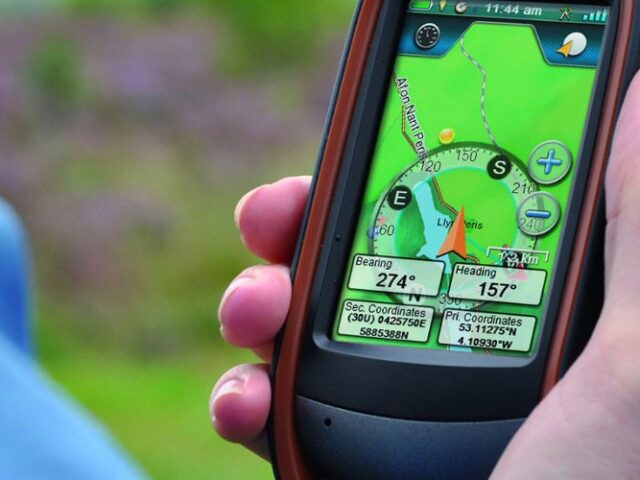 11:44 am
Afon Nant Peris
120
150
S
210
E
60
240
Llyn Peris
1.2 km
Bearing
274°
Heading
157°
N
330
Sec. Coordinates
(30U) 0425750E
5885388N
Pri. Coordinates
53.11275°N
4.10930°W